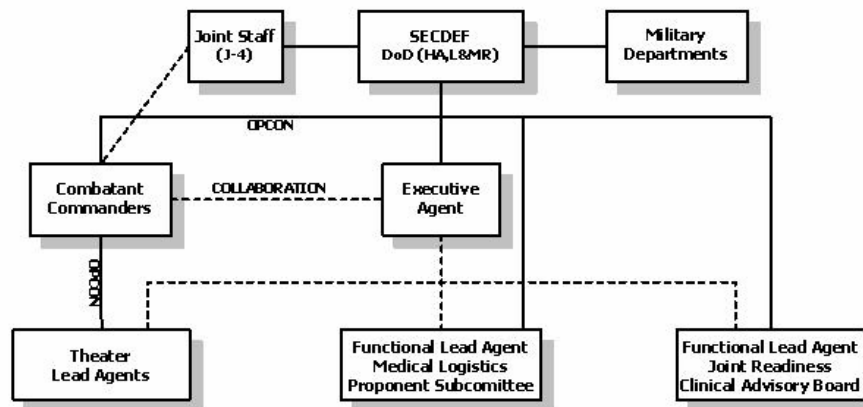 Joint Staff
(J-4)
SECDEF
DoD (HA,L&MR)
Military
Departments
OPCON
Combatant
Commanders
COLLABORATION
Executive
Agent
OPCON
Theater
Lead Agents
Functional Lead Agent
Medical Logistics
Proponent Subcomittee
Functional Lead Agent
Joint Readiness
Clinical Advisory Board